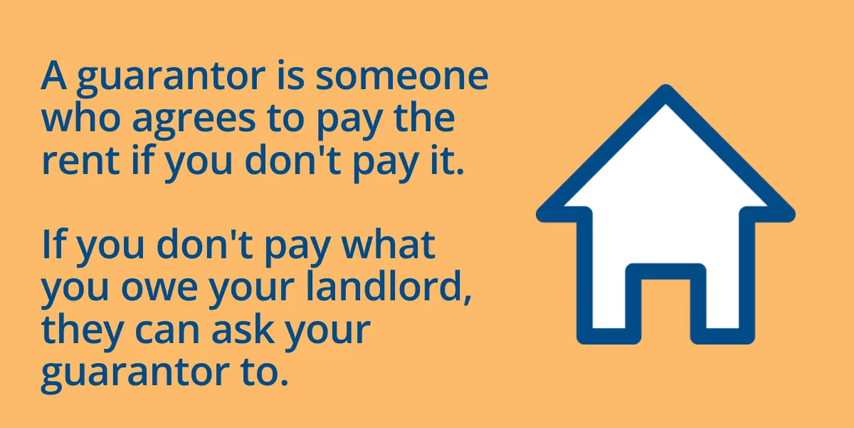 A guarantor is someone
who agrees to pay the
rent if you don't pay it.
If you don't pay what
you owe your landlord,
they can ask your
guarantor to.